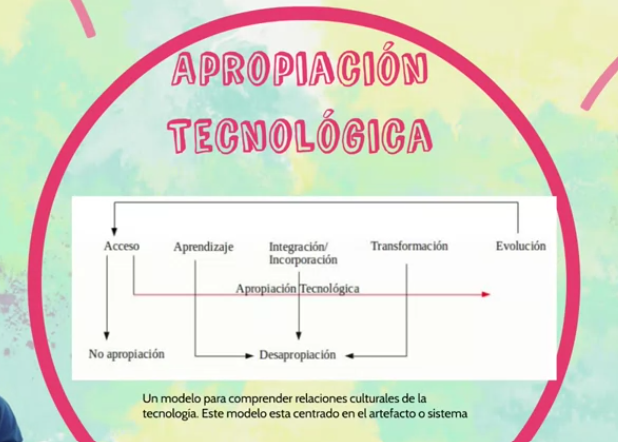 APROPIACIÓN
TECNOLÓGICA
Acceso Aprendizaje Integración/ Transformación Evolución
Incorporación
Apropiación Tecnológica
No apropiación Desapropiación
Un modelo para comprender relaciones culturales de la
tecnología. Este modelo esta centrado en el artefacto o sistema